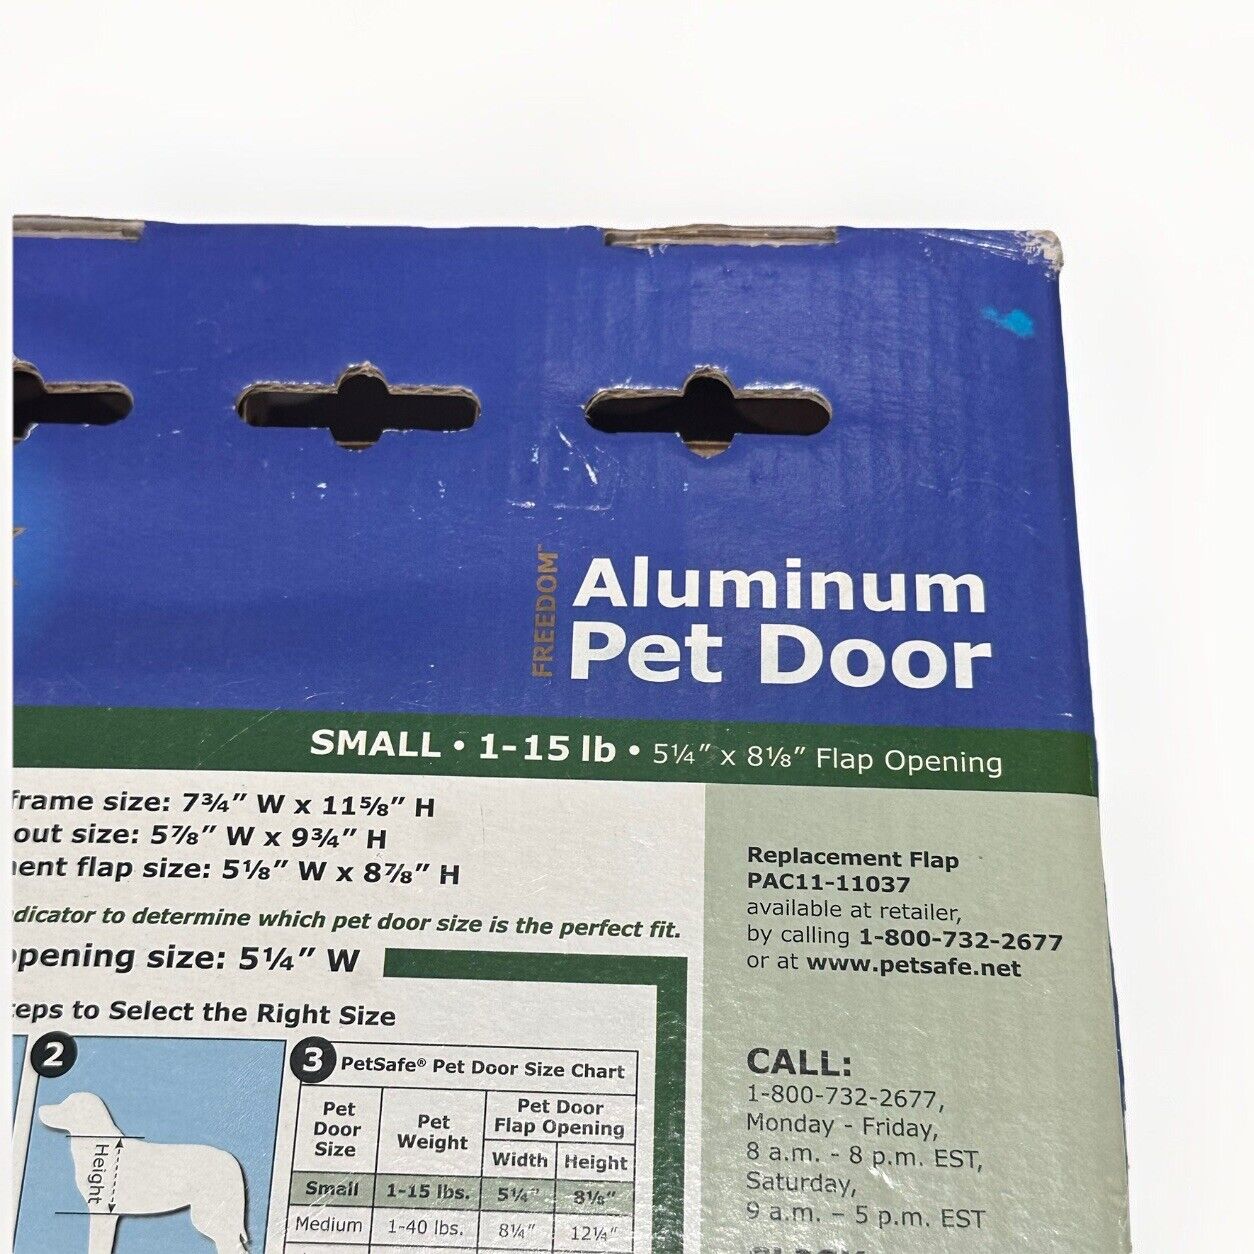 FREEDOM™
Aluminum
Pet Door
SMALL • 1-15 lb • 5¼" x 8⅛" Flap Opening
frame size: 7¾" W x 11⅝" H
out size: 5⅞" W x 9¾" H
ent flap size: 5⅛" W x 8⅞" H
dicator to determine which pet door size is the perfect fit.
pening size: 5¼" W
eps to Select the Right Size
2
Height
3 PetSafe® Pet Door Size Chart
Pet Door Size
Pet Weight
Pet Door Flap Opening
Width Height
Small 1-15 lbs. 5¼" 8⅛"
Medium 1-40 lbs. 8¼" 12¼"
Replacement Flap
PAC11-11037
available at retailer,
by calling 1-800-732-2677
or at www.petsafe.net
CALL:
1-800-732-2677,
Monday - Friday,
8 a.m. - 8 p.m. EST,
Saturday,
9 a.m. – 5 p.m. EST